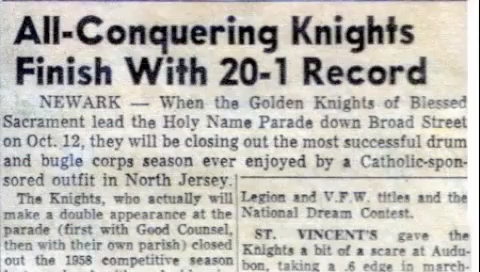 All-Conquering Knights
Finish With 20-1 Record
NEWARK — When the Golden Knights of Blessed
Sacrament lead the Holy Name Parade down Broad Street
on Oct. 12, they will be closing out the most successful drum
and bugle corps season ever enjoyed by a Catholic-spon-
sored outfit in North Jersey.
The Knights, who actually will
make a double appearance at the
parade (first with Good Counsel,
then with their own parish) closed
out the 1958 competitive season
Legion and V.F.W. titles and the
National Dream Contest.
ST. VINCENT'S gave the
Knights a bit of a scare at Audu-
bon, taking a .6 edge in march-